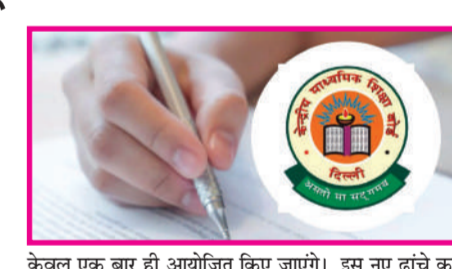 केन्द्रीय माध्यमिक शिक्षा बोर्ड
दिल्ली
असतो मा सद्गमय
केवल एक बार ही आयोजित किए जाएंगे। इस नए ढांचे क